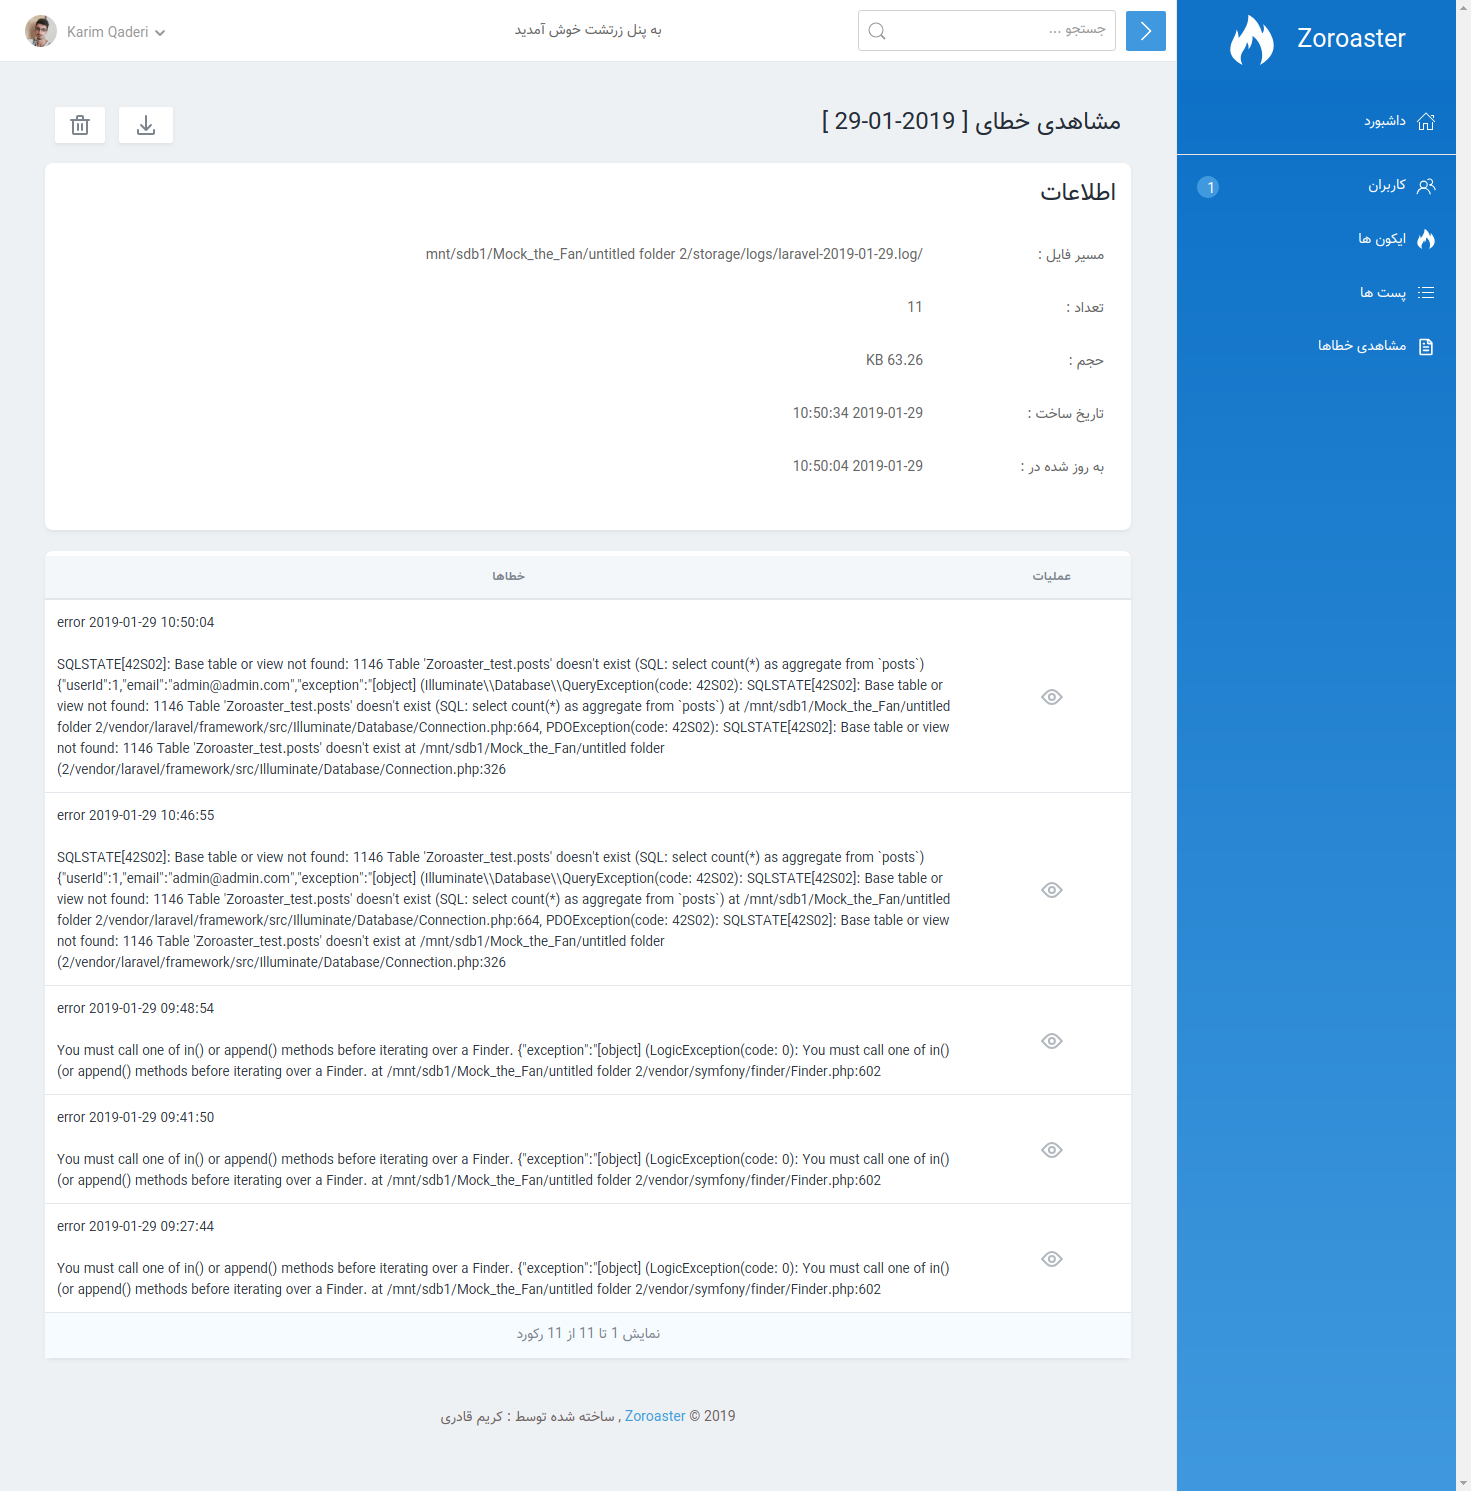 Zoroaster
داشبورد
کاربران
1
ایکون ها
پست ها
مشاهدی خطاها
جستجو ...
به پنل زرتشت خوش آمدید
Karim Qaderi
مشاهدی خطای [ 29-01-2019 ]
اطلاعات
مسیر فایل :
mnt/sdb1/Mock_the_Fan/untitled folder 2/storage/logs/laravel-2019-01-29.log/
تعداد :
11
حجم :
KB 63.26
تاریخ ساخت :
10:50:34 2019-01-29
به روز شده در :
10:50:04 2019-01-29
عملیات
خطاها
error 2019-01-29 10:50:04
SQLSTATE[42S02]: Base table or view not found: 1146 Table 'Zoroaster_test.posts' doesn't exist (SQL: select count(*) as aggregate from `posts`)
{"userId":1,"email":"admin@admin.com","exception":"[object] (Illuminate\\Database\\QueryException(code: 42S02): SQLSTATE[42S02]: Base table or
view not found: 1146 Table 'Zoroaster_test.posts' doesn't exist (SQL: select count(*) as aggregate from `posts`) at /mnt/sdb1/Mock_the_Fan/untitled
folder 2/vendor/laravel/framework/src/Illuminate/Database/Connection.php:664, PDOException(code: 42S02): SQLSTATE[42S02]: Base table or view
not found: 1146 Table 'Zoroaster_test.posts' doesn't exist at /mnt/sdb1/Mock_the_Fan/untitled folder
(2/vendor/laravel/framework/src/Illuminate/Database/Connection.php:326
error 2019-01-29 10:46:55
SQLSTATE[42S02]: Base table or view not found: 1146 Table 'Zoroaster_test.posts' doesn't exist (SQL: select count(*) as aggregate from `posts`)
{"userId":1,"email":"admin@admin.com","exception":"[object] (Illuminate\\Database\\QueryException(code: 42S02): SQLSTATE[42S02]: Base table or
view not found: 1146 Table 'Zoroaster_test.posts' doesn't exist (SQL: select count(*) as aggregate from `posts`) at /mnt/sdb1/Mock_the_Fan/untitled
folder 2/vendor/laravel/framework/src/Illuminate/Database/Connection.php:664, PDOException(code: 42S02): SQLSTATE[42S02]: Base table or view
not found: 1146 Table 'Zoroaster_test.posts' doesn't exist at /mnt/sdb1/Mock_the_Fan/untitled folder
(2/vendor/laravel/framework/src/Illuminate/Database/Connection.php:326
error 2019-01-29 09:48:54
You must call one of in() or append() methods before iterating over a Finder. {"exception":"[object] (LogicException(code: 0): You must call one of in()
(or append() methods before iterating over a Finder. at /mnt/sdb1/Mock_the_Fan/untitled folder 2/vendor/symfony/finder/Finder.php:602
error 2019-01-29 09:41:50
You must call one of in() or append() methods before iterating over a Finder. {"exception":"[object] (LogicException(code: 0): You must call one of in()
(or append() methods before iterating over a Finder. at /mnt/sdb1/Mock_the_Fan/untitled folder 2/vendor/symfony/finder/Finder.php:602
error 2019-01-29 09:27:44
You must call one of in() or append() methods before iterating over a Finder. {"exception":"[object] (LogicException(code: 0): You must call one of in()
(or append() methods before iterating over a Finder. at /mnt/sdb1/Mock_the_Fan/untitled folder 2/vendor/symfony/finder/Finder.php:602
نمایش 1 تا 11 از 11 رکورد
2019 © Zoroaster , ساخته شده توسط : کریم قادری